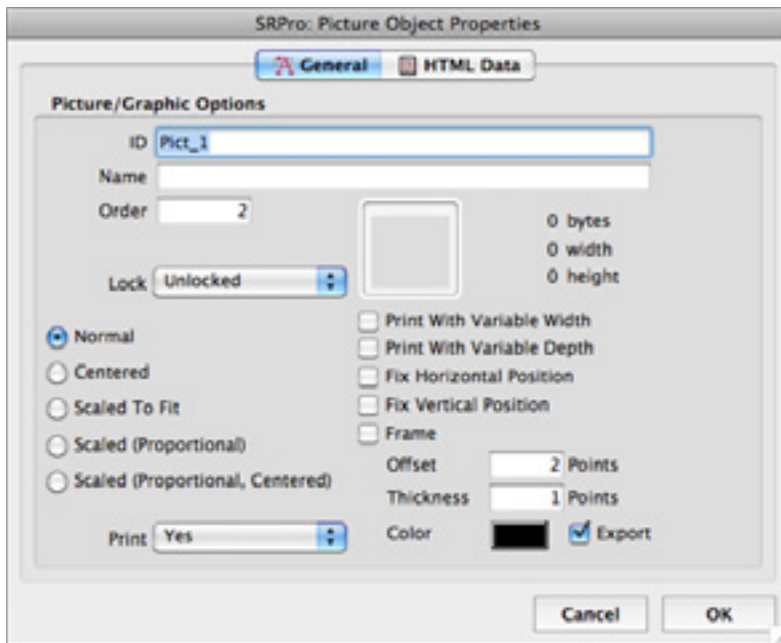 SRPro: Picture Object Properties
General
HTML Data
Picture/Graphic Options
ID Pict_1
Name
Order 2
0 bytes
0 width
0 height
Lock Unlocked
Normal
Centered
Scaled To Fit
Scaled (Proportional)
Scaled (Proportional, Centered)
Print Yes
Print With Variable Width
Print With Variable Depth
Fix Horizontal Position
Fix Vertical Position
Frame
Offset 2 Points
Thickness 1 Points
Color
Export
Cancel
OK